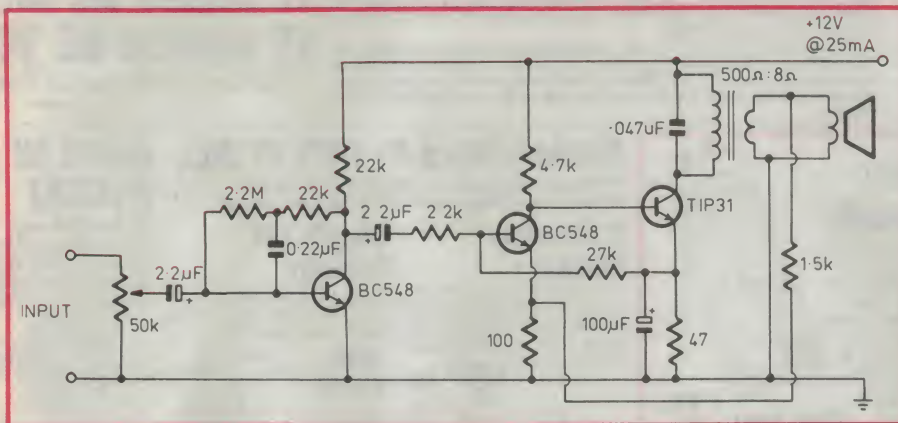 +12V
@25mA
500Ω:8Ω
.047uF
22k
4.7k
2.2M
22k
2 2µF
2 2k
TIP31
BC548
0.22µF
27k
1.5k
2.2µF
BC548
INPUT
50k
100
100µF
47